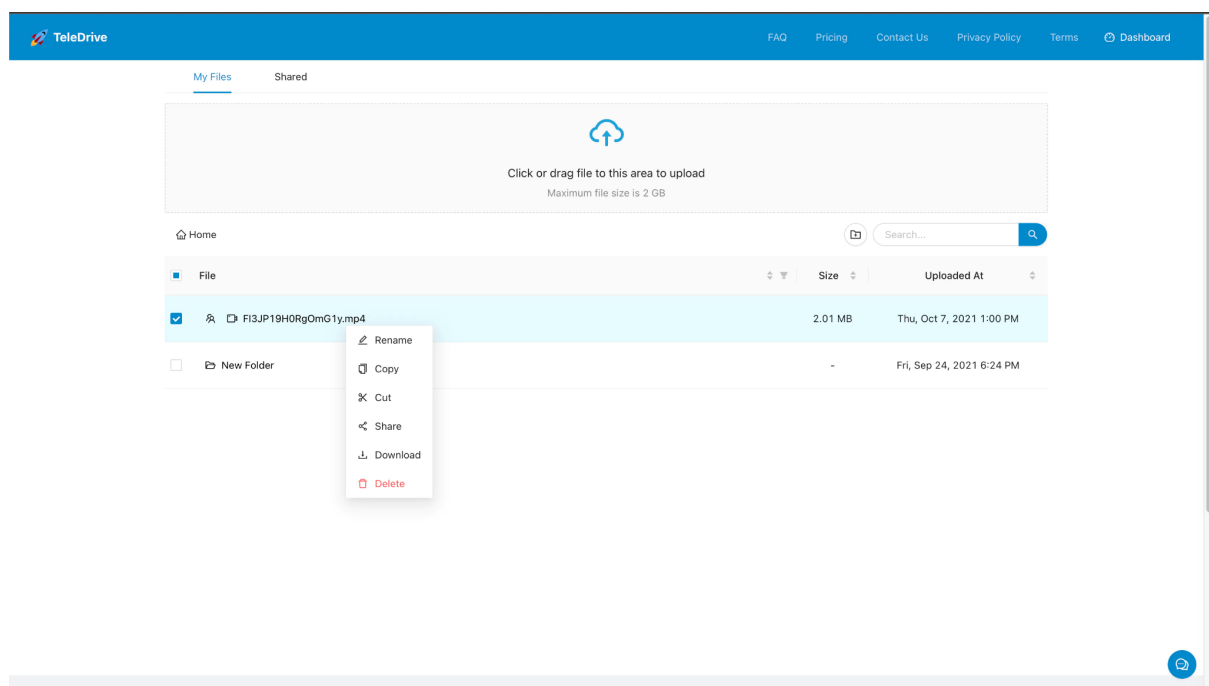 TeleDrive
FAQ Pricing Contact Us Privacy Policy Terms Dashboard
My Files Shared
Click or drag file to this area to upload
Maximum file size is 2 GB
Home
Search...
File Size Uploaded At
FI3JP19H0RgOmG1y.mp4 2.01 MB Thu, Oct 7, 2021 1:00 PM
Rename
New Folder - Fri, Sep 24, 2021 6:24 PM
Copy
Cut
Share
Download
Delete